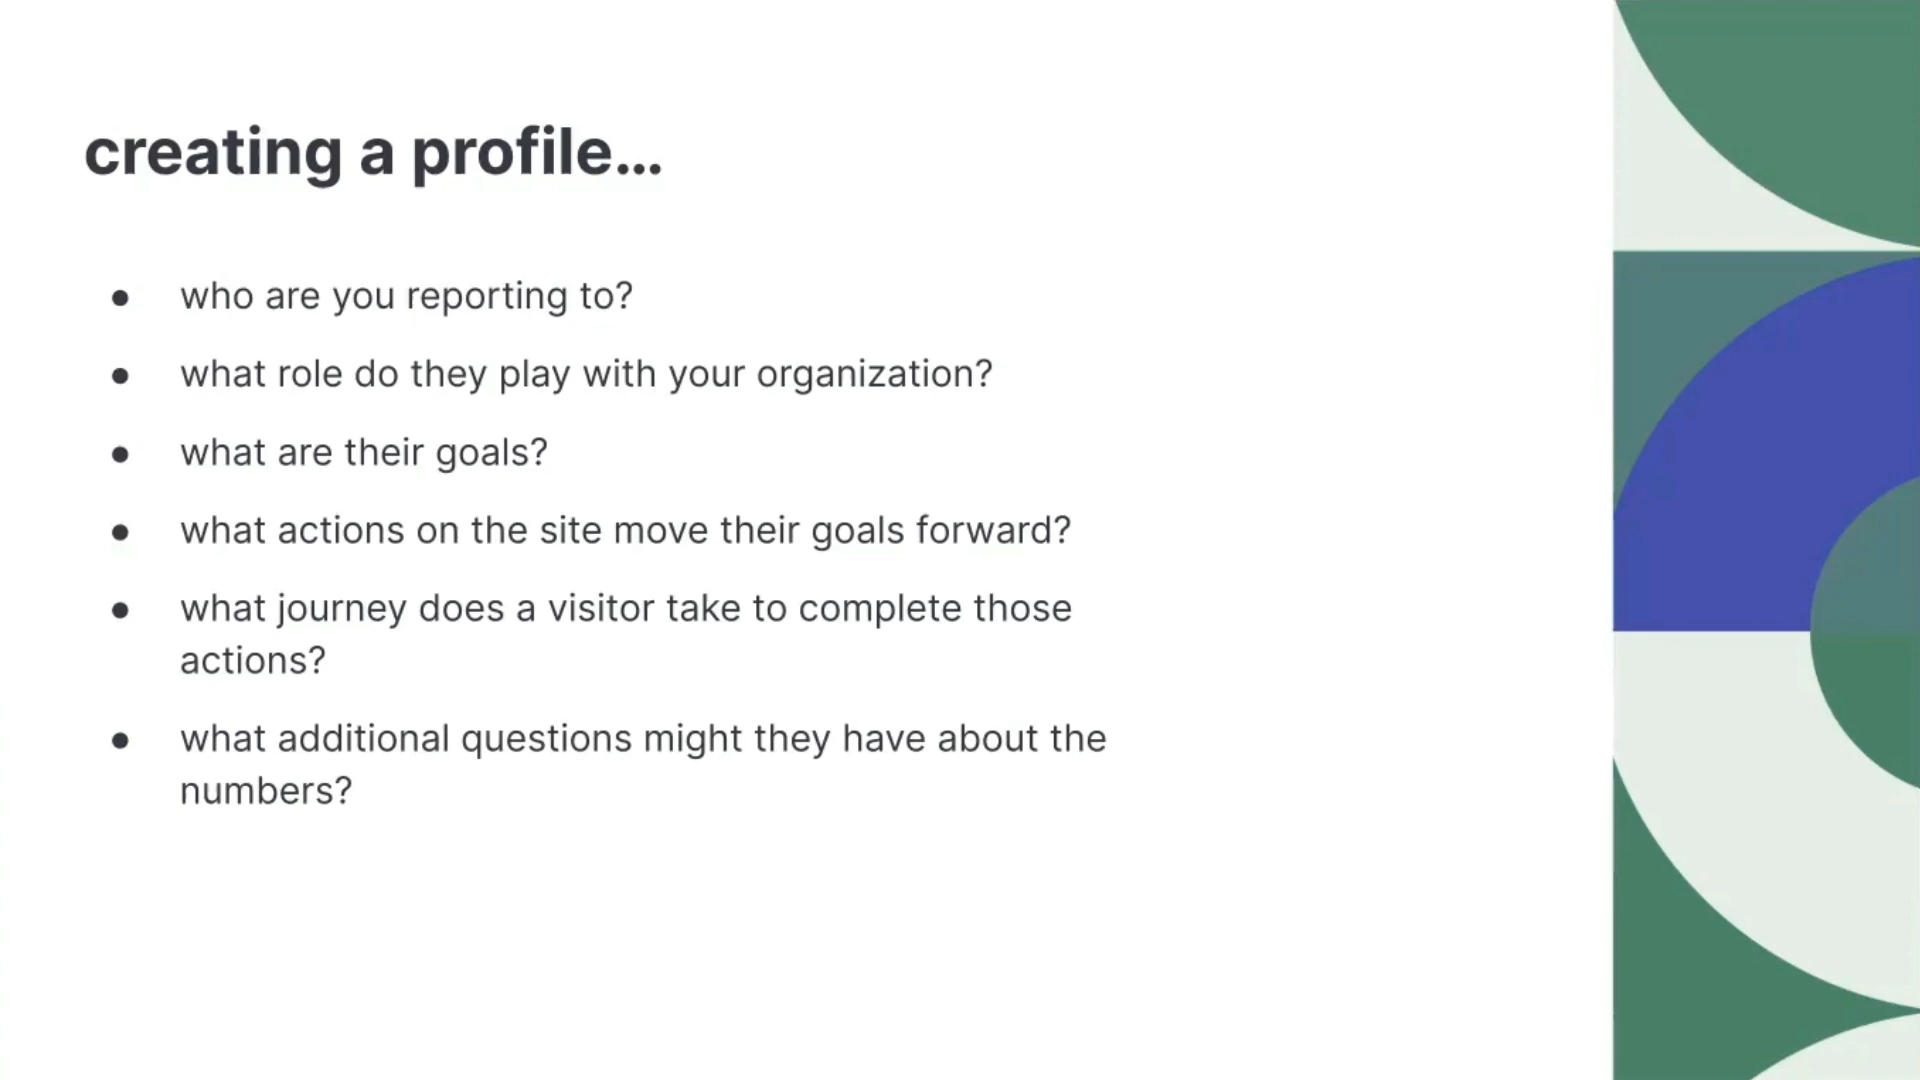 creating a profile...
● who are you reporting to?
● what role do they play with your organization?
● what are their goals?
● what actions on the site move their goals forward?
● what journey does a visitor take to complete those
actions?
● what additional questions might they have about the
numbers?